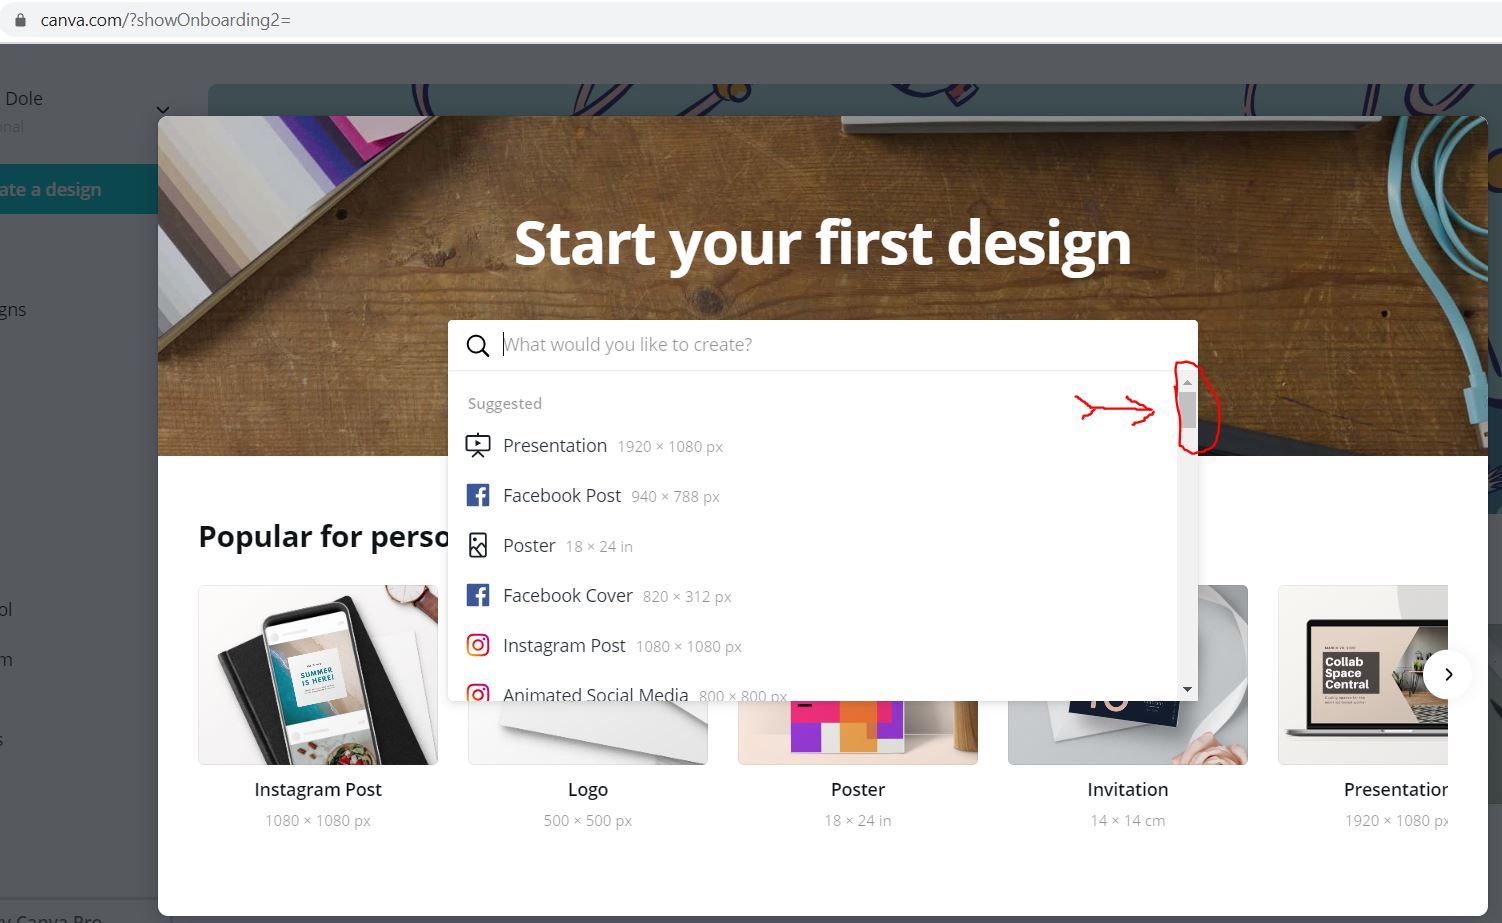 canva.com/?showOnboarding2=
Dole
onal
ate a design
gns
ol
m
s
y Canva Pro
Start your first design
What would you like to create?
Suggested
Presentation 1920 × 1080 px
Facebook Post 940 × 788 px
Poster 18 × 24 in
Facebook Cover 820 × 312 px
Instagram Post 1080 × 1080 px
Animated Social Media 800 × 800 px
Popular for perso
SUMMER
IS HERE!
Collab
Space
Central
Instagram Post
1080 × 1080 px
Logo
500 × 500 px
Poster
18 × 24 in
Invitation
14 × 14 cm
Presentation
1920 × 1080 px